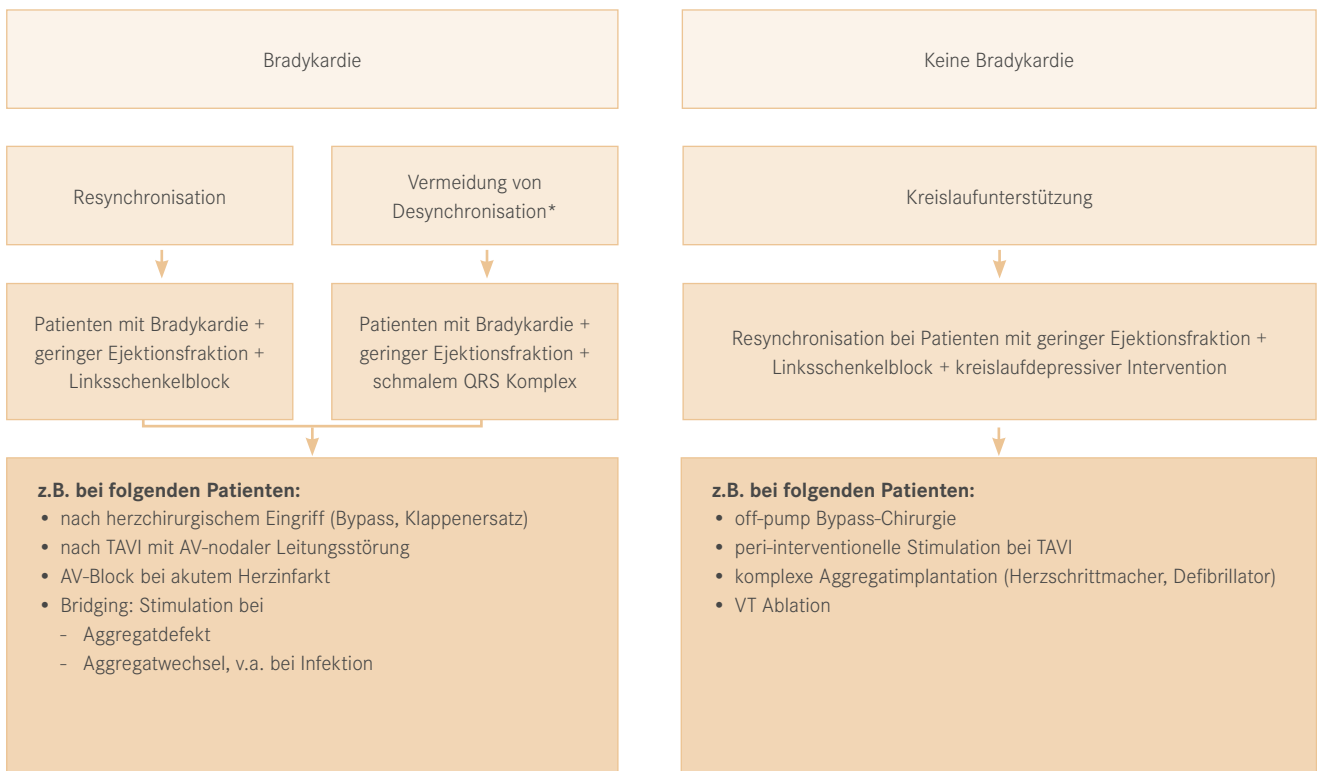 Bradykardie
Keine Bradykardie
Resynchronisation
Vermeidung von
Desynchronisation*
Kreislaufunterstützung
Patienten mit Bradykardie +
geringer Ejektionsfraktion +
Linksschenkelblock
Patienten mit Bradykardie +
geringer Ejektionsfraktion +
schmalem QRS Komplex
Resynchronisation bei Patienten mit geringer Ejektionsfraktion +
Linksschenkelblock + kreislaufdepressiver Intervention
z.B. bei folgenden Patienten:
• nach herzchirurgischem Eingriff (Bypass, Klappenersatz)
• nach TAVI mit AV-nodaler Leitungsstörung
• AV-Block bei akutem Herzinfarkt
• Bridging: Stimulation bei
- Aggregatdefekt
- Aggregatwechsel, v.a. bei Infektion
z.B. bei folgenden Patienten:
• off-pump Bypass-Chirurgie
• peri-interventionelle Stimulation bei TAVI
• komplexe Aggregatimplantation (Herzschrittmacher, Defibrillator)
• VT Ablation